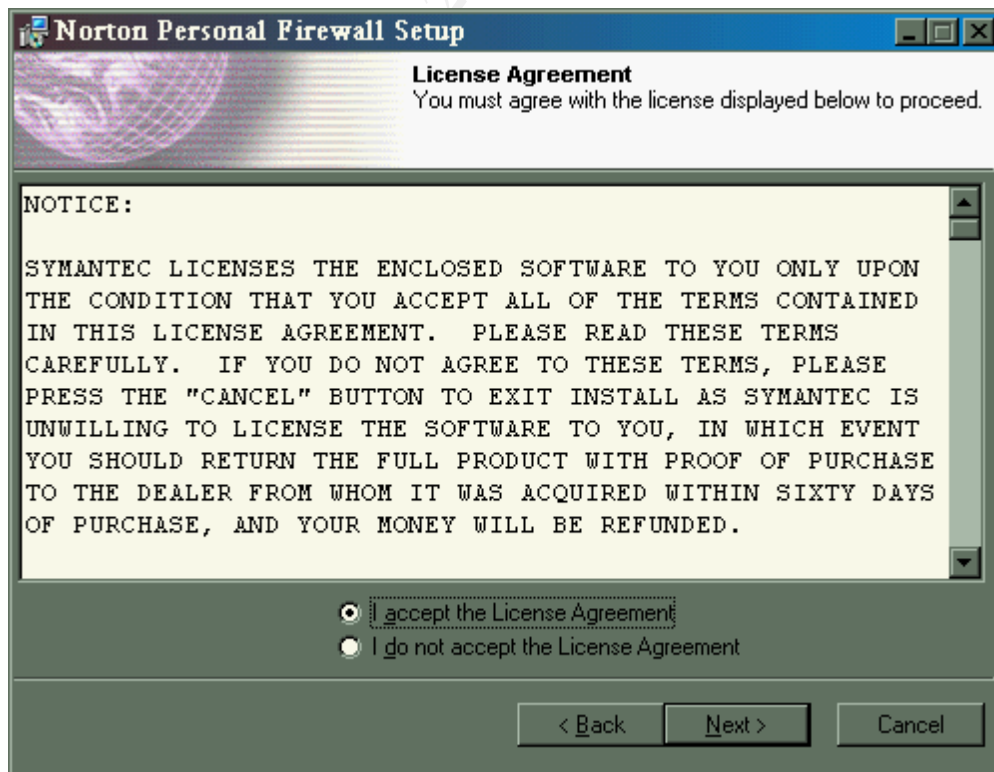 Norton Personal Firewall Setup
License Agreement
You must agree with the license displayed below to proceed.
NOTICE:
SYMANTEC LICENSES THE ENCLOSED SOFTWARE TO YOU ONLY UPON
THE CONDITION THAT YOU ACCEPT ALL OF THE TERMS CONTAINED
IN THIS LICENSE AGREEMENT.  PLEASE READ THESE TERMS
CAREFULLY.  IF YOU DO NOT AGREE TO THESE TERMS, PLEASE
PRESS THE "CANCEL" BUTTON TO EXIT INSTALL AS SYMANTEC IS
UNWILLING TO LICENSE THE SOFTWARE TO YOU, IN WHICH EVENT
YOU SHOULD RETURN THE FULL PRODUCT WITH PROOF OF PURCHASE
TO THE DEALER FROM WHOM IT WAS ACQUIRED WITHIN SIXTY DAYS
OF PURCHASE, AND YOUR MONEY WILL BE REFUNDED.
I accept the License Agreement
I do not accept the License Agreement
< Back Next > Cancel